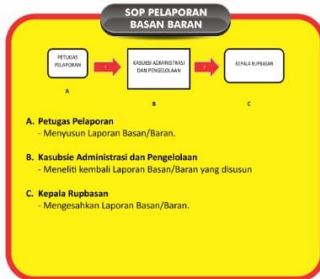 SOP PELAPORAN
BASAN BARAN
PETUGAS
PELAPORAN
KASUBSI ADMINISTRASI
DAN PENGELOLAAN
KEPALA RUPBASAN
A
B
C
A. Petugas Pelaporan
- Menyusun Laporan Basan/Baran.
B. Kasubsie Administrasi dan Pengelolaan
- Meneliti kembali Laporan Basan/Baran yang disusun
C. Kepala Rupbasan
- Mengesahkan Laporan Basan/Baran.